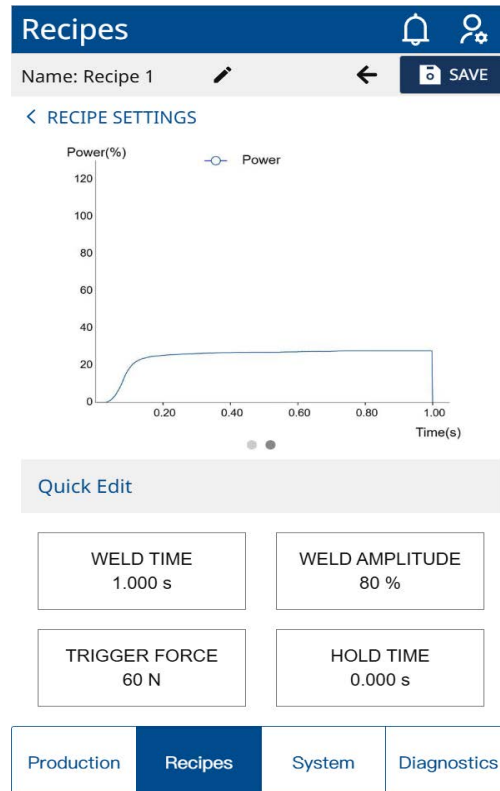 Recipes
Name: Recipe 1
SAVE
RECIPE SETTINGS
Power(%)
Power
120
100
80
60
40
20
0
0.20 0.40 0.60 0.80 1.00
Time(s)
Quick Edit
WELD TIME
1.000 s
WELD AMPLITUDE
80 %
TRIGGER FORCE
60 N
HOLD TIME
0.000 s
Production Recipes System Diagnostics